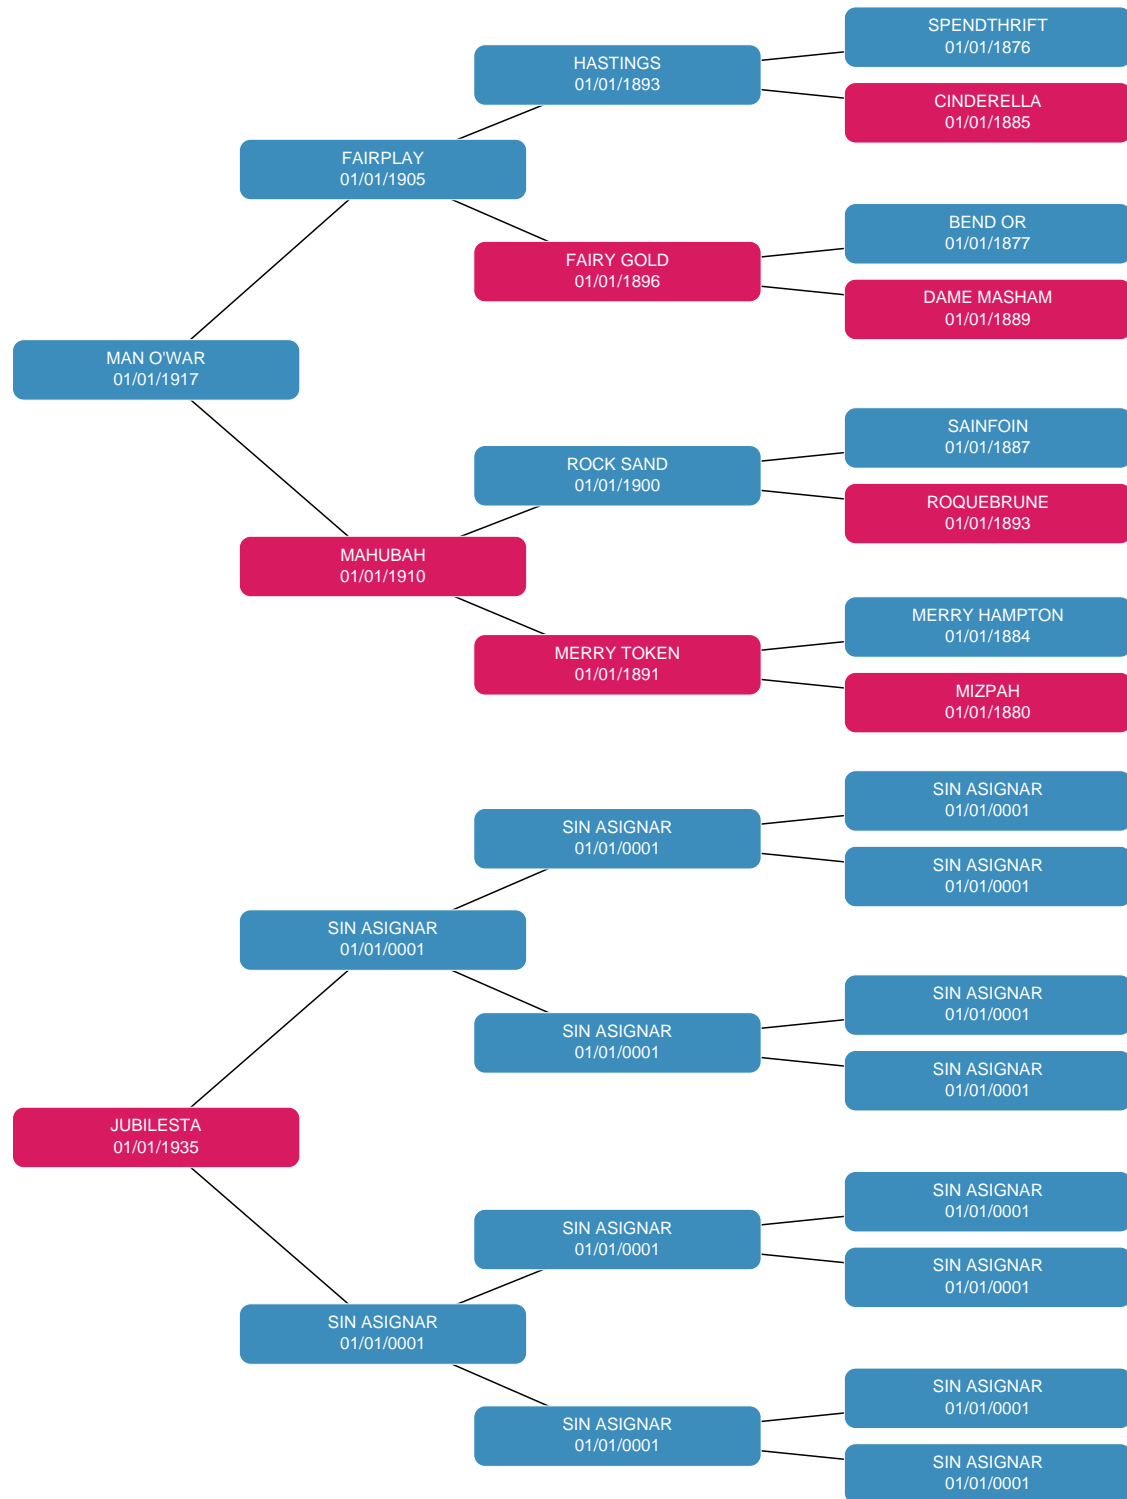 SPENDTHRIFT
01/01/1876
HASTINGS
01/01/1893
CINDERELLA
01/01/1885
FAIRPLAY
01/01/1905
BEND OR
01/01/1877
FAIRY GOLD
01/01/1896
DAME MASHAM
01/01/1889
MAN O'WAR
01/01/1917
SAINFOIN
01/01/1887
ROCK SAND
01/01/1900
ROQUEBRUNE
01/01/1893
MAHUBAH
01/01/1910
MERRY HAMPTON
01/01/1884
MERRY TOKEN
01/01/1891
MIZPAH
01/01/1880
SIN ASIGNAR
01/01/0001
SIN ASIGNAR
01/01/0001
SIN ASIGNAR
01/01/0001
SIN ASIGNAR
01/01/0001
SIN ASIGNAR
01/01/0001
SIN ASIGNAR
01/01/0001
SIN ASIGNAR
01/01/0001
JUBILESTA
01/01/1935
SIN ASIGNAR
01/01/0001
SIN ASIGNAR
01/01/0001
SIN ASIGNAR
01/01/0001
SIN ASIGNAR
01/01/0001
SIN ASIGNAR
01/01/0001
SIN ASIGNAR
01/01/0001
SIN ASIGNAR
01/01/0001